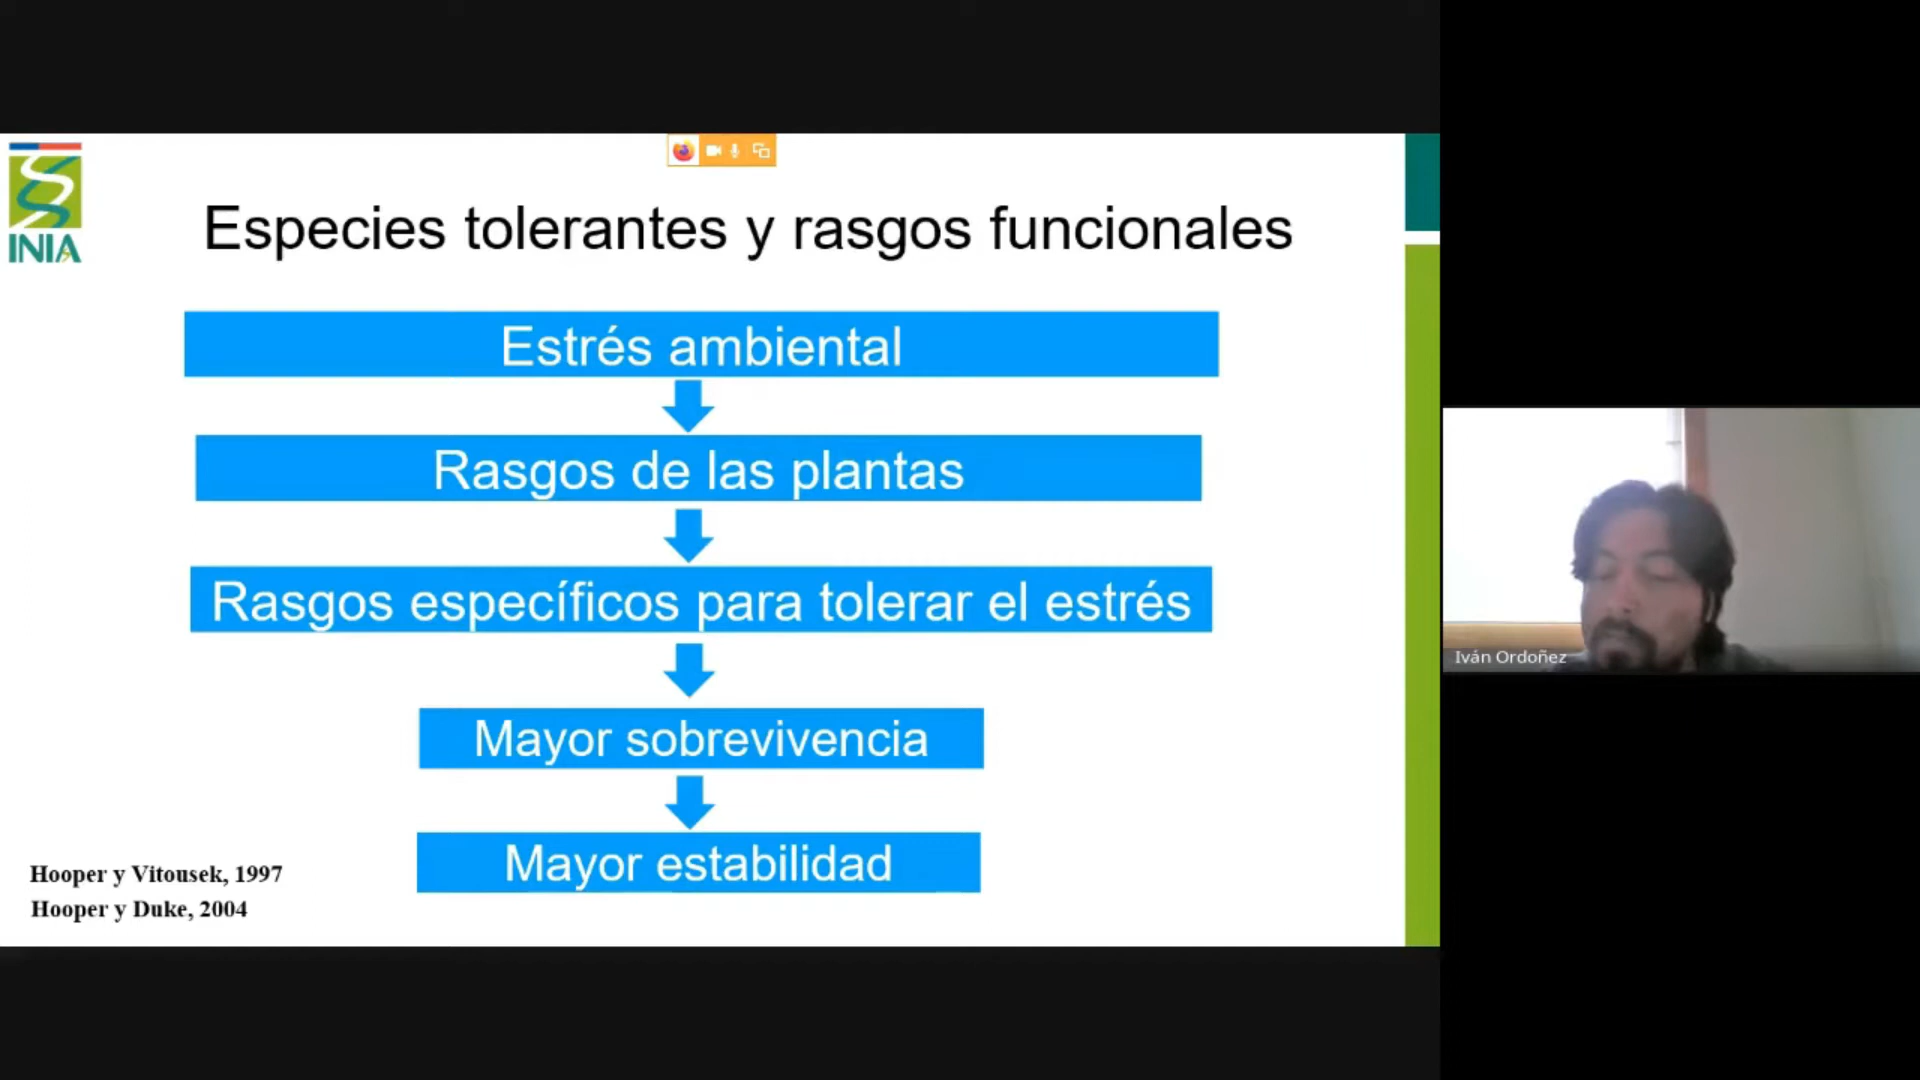 INIA
Especies tolerantes y rasgos funcionales
Estrés ambiental
Rasgos de las plantas
Rasgos específicos para tolerar el estrés
Mayor sobrevivencia
Mayor estabilidad
Hooper y Vitousek, 1997
Hooper y Duke, 2004
Iván Ordoñez